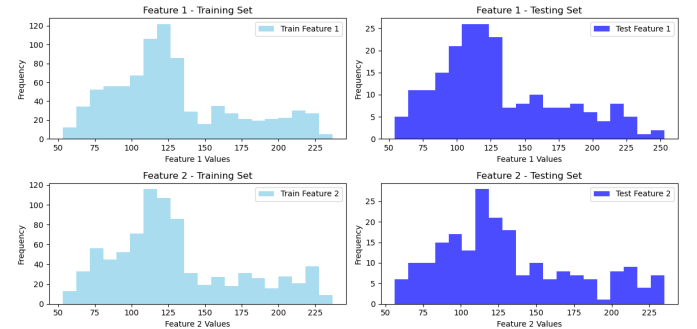 Feature 1 - Training Set
Frequency
120
100
80
60
40
20
0
Train Feature 1
50 75 100 125 150 175 200 225
Feature 1 Values
Feature 1 - Testing Set
Frequency
25
20
15
10
5
0
Test Feature 1
50 75 100 125 150 175 200 225 250
Feature 1 Values
Feature 2 - Training Set
Frequency
120
100
80
60
40
20
0
Train Feature 2
50 75 100 125 150 175 200 225
Feature 2 Values
Feature 2 - Testing Set
Frequency
25
20
15
10
5
0
Test Feature 2
50 75 100 125 150 175 200 225
Feature 2 Values